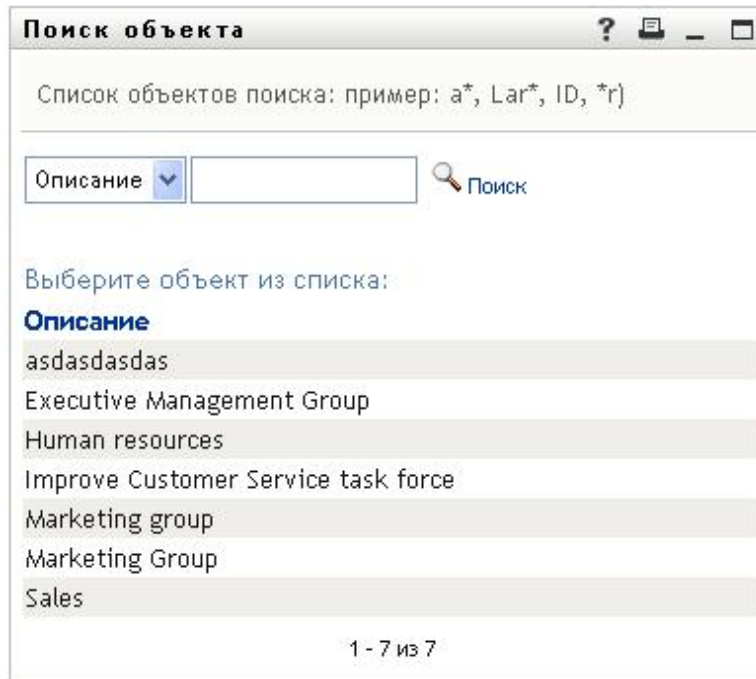 Поиск объекта
Список объектов поиска: пример: a*, Lar*, ID, *r)
Описание Поиск
Выберите объект из списка:
Описание
asdasdasdas
Executive Management Group
Human resources
Improve Customer Service task force
Marketing group
Marketing Group
Sales
1 - 7 из 7